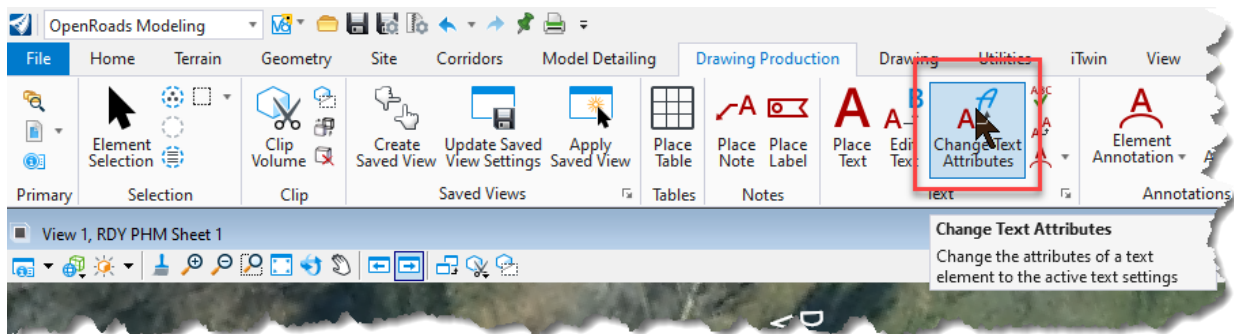 OpenRoads Modeling
File Home Terrain Geometry Site Corridors Model Detailing Drawing Production Drawing Utilities iTwin View
Element Selection
Clip Volume
Create Saved View
Update Saved View Settings
Apply Saved View
Place Table
Place Note
Place Label
Place Text
Edit Text
Change Text Attributes
Element Annotation
Primary Selection Clip Saved Views Tables Notes Text Annotations
View 1, RDY PHM Sheet 1
Change Text Attributes
Change the attributes of a text
element to the active text settings